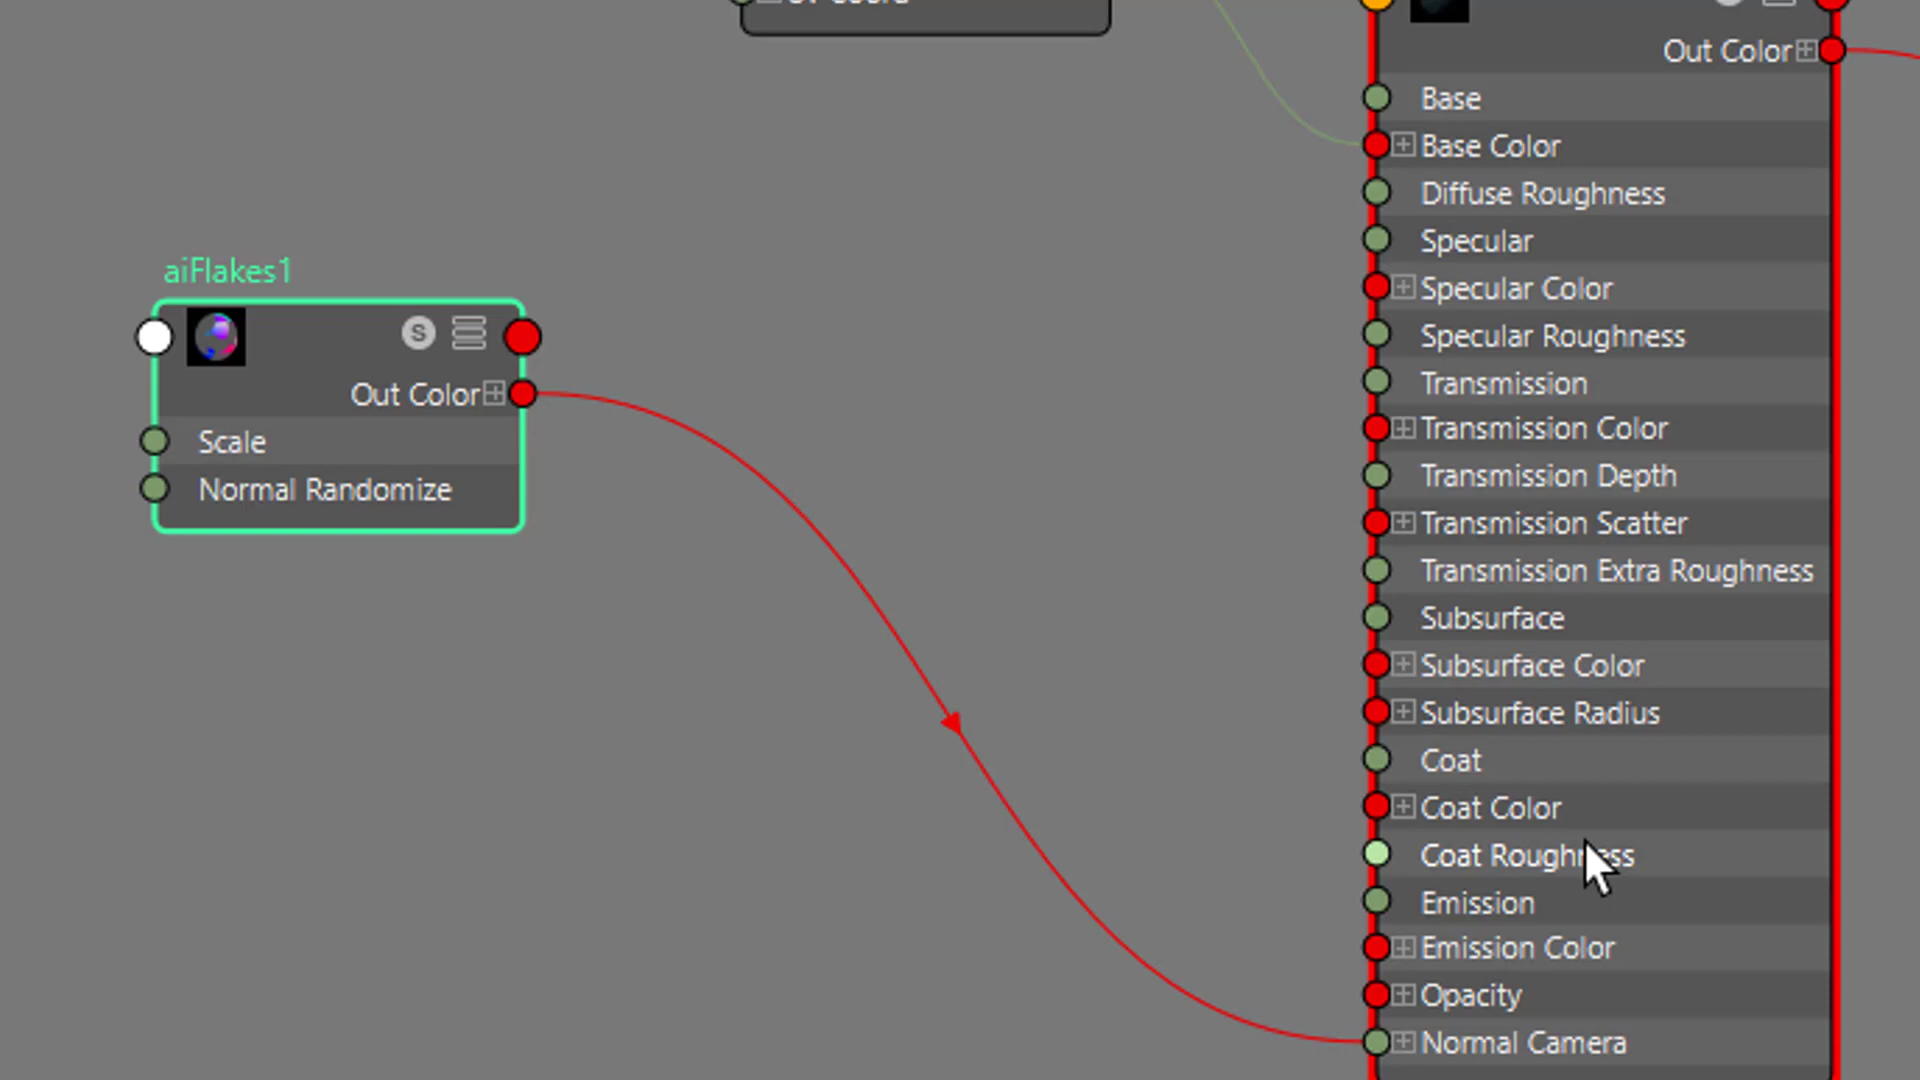 Out Color
Base
Base Color
Diffuse Roughness
Specular
aiFlakes1
Specular Color
S
Specular Roughness
Out Color
Transmission
Scale
Transmission Color
Normal Randomize
Transmission Depth
Transmission Scatter
Transmission Extra Roughness
Subsurface
Subsurface Color
Subsurface Radius
Coat
Coat Color
Coat Roughness
Emission
Emission Color
Opacity
Normal Camera